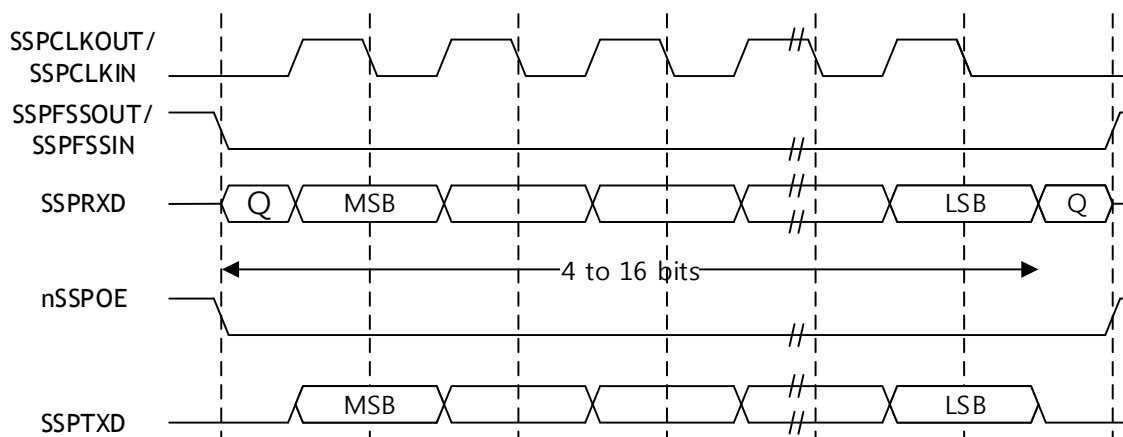 SSPCLKOUT/
SSPCLKIN
SSPFSSOUT/
SSPFSSIN
SSPRXD
Q
MSB
LSB
Q
4 to 16 bits
nSSPOE
SSPTXD
MSB
LSB